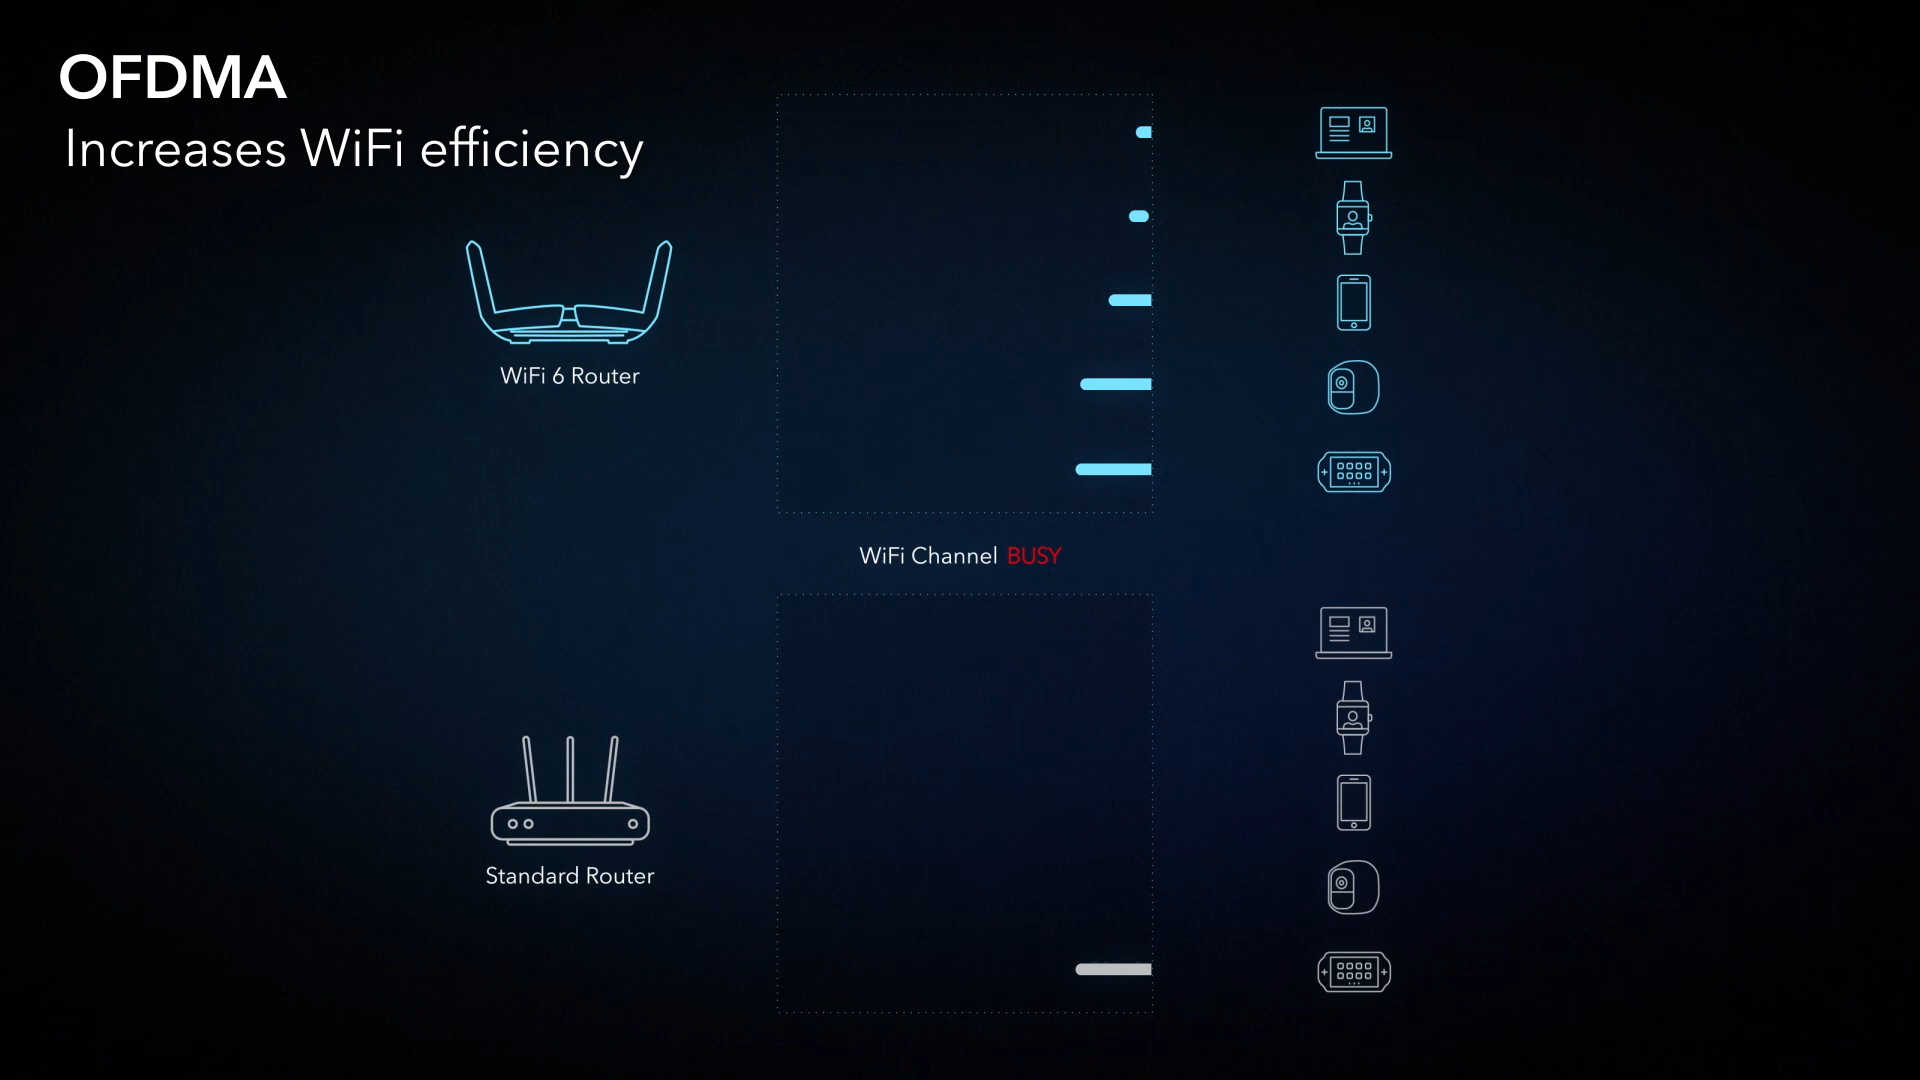 OFDMA
Increases WiFi efficiency
WiFi 6 Router
WiFi Channel BUSY
Standard Router